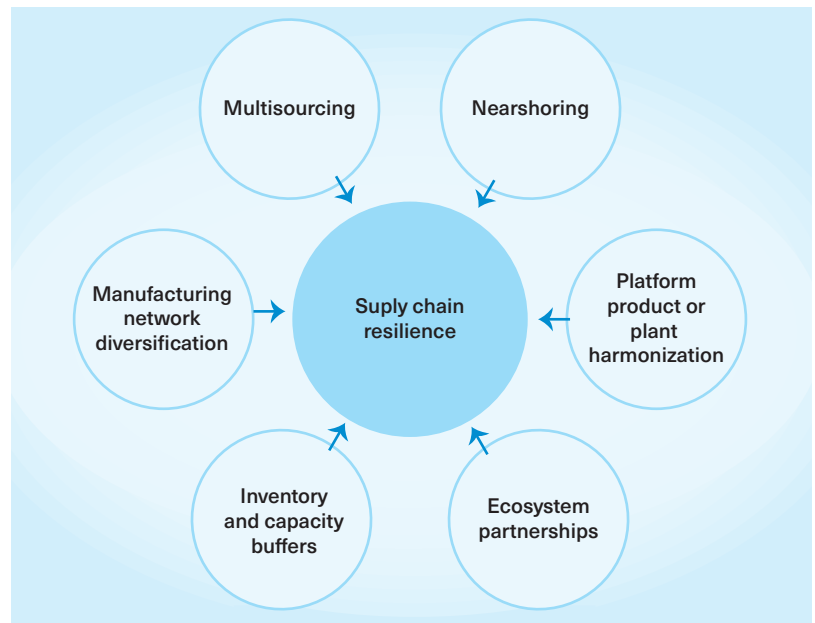 Multisourcing
Nearshoring
Manufacturing
network
diversification
Suply chain
resilience
Platform
product or
plant
harmonization
Inventory
and capacity
buffers
Ecosystem
partnerships